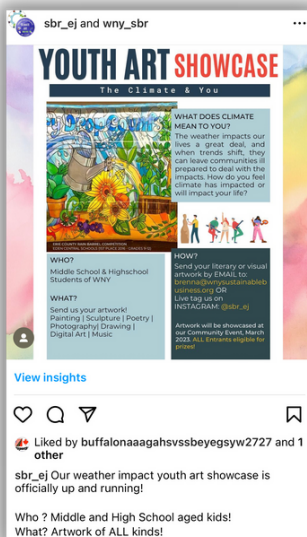 sbr_ej and wny_sbr
YOUTH ART SHOWCASE
The Climate & You
WHAT DOES CLIMATE
MEAN TO YOU?
The weather impacts our
lives a great deal, and
when trends shift, they
can leave communities ill
prepared to deal with the
impacts. How do you feel
climate has impacted or
will impact your life?
WHO?
Middle School & Highschool
Students of WNY
WHAT?
Send us your artwork!
Painting | Sculpture | Poetry |
Photography| Drawing |
Digital Art | Music
HOW?
Send your literary or visual
artwork by EMAIL to:
brenna@wnysustainableb
usiness.org OR
Live tag us on
INSTAGRAM: @sbr_ej
Artwork will be showcased at
our Community Event, March
2023. ALL Entrants eligible for
prizes!
View insights
Liked by buffalonaaagahsvssbeyegsyw2727 and 1
other
sbr_ej Our weather impact youth art showcase is
officially up and running!
Who ? Middle and High School aged kids!
What? Artwork of ALL kinds!